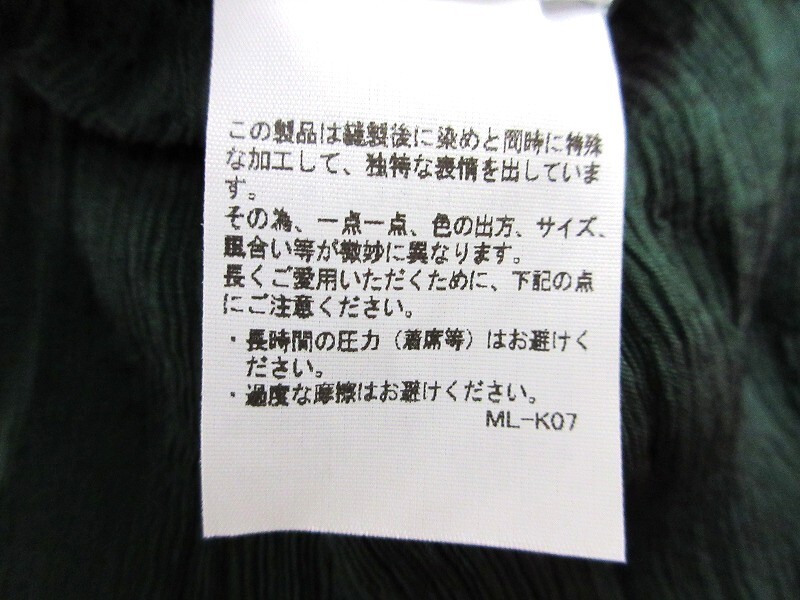 この製品は縫製後に染めと同時に特殊
な加工して、独特な表情を出していま
す。
その為、一点一点、色の出方、サイズ、
風合い等が微妙に異なります。
長くご愛用いただくために、下記の点
にご注意ください。
・長時間の圧力（着席等）はお避けく
ださい。
・過度な摩擦はお避けください。
ML-K07